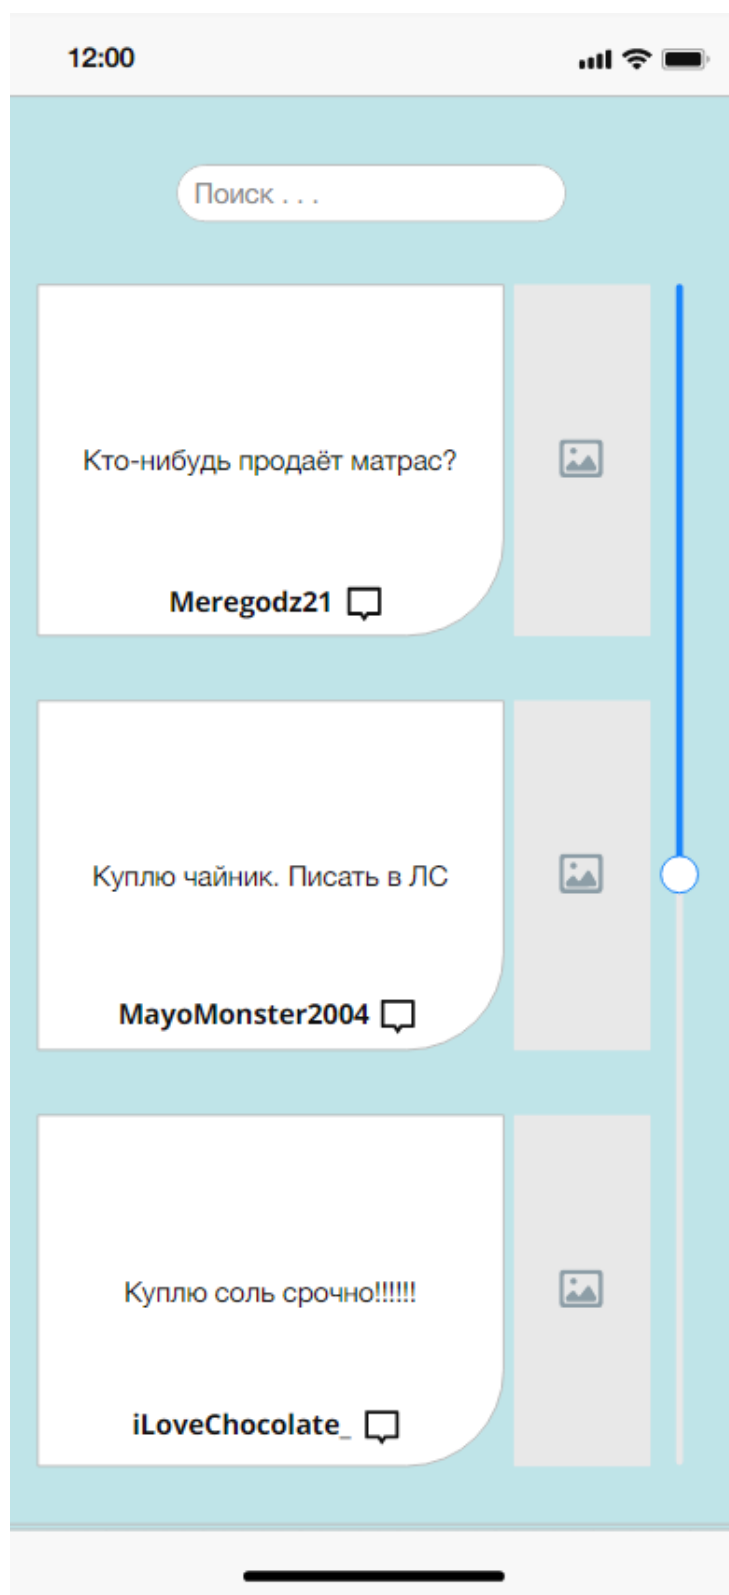 12:00
Поиск . . .
Кто-нибудь продаёт матрас?
Meregodz21
Куплю чайник. Писать в ЛС
MayoMonster2004
Куплю соль срочно!!!!!!
iLoveChocolate_